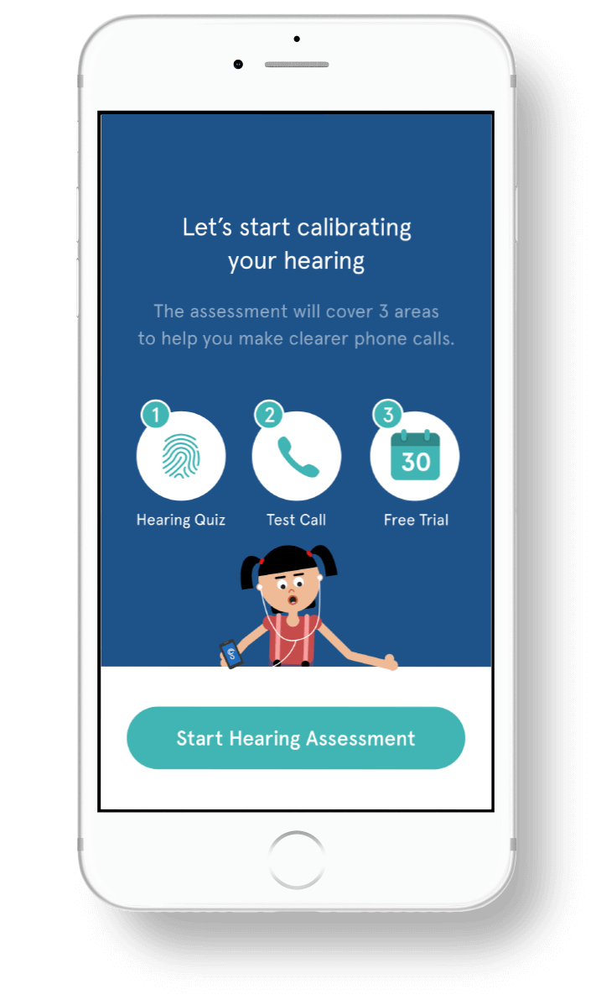 Let’s start calibrating
your hearing
The assessment will cover 3 areas
to help you make clearer phone calls.
1
2
3
30
Hearing Quiz
Test Call
Free Trial
Start Hearing Assessment